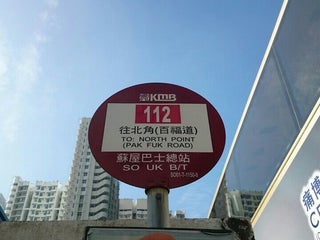 KMB
112
往北角(百福道)
TO: NORTH POINT
(PAK FUK ROAD)
蘇屋巴士總站
SO UK B/T